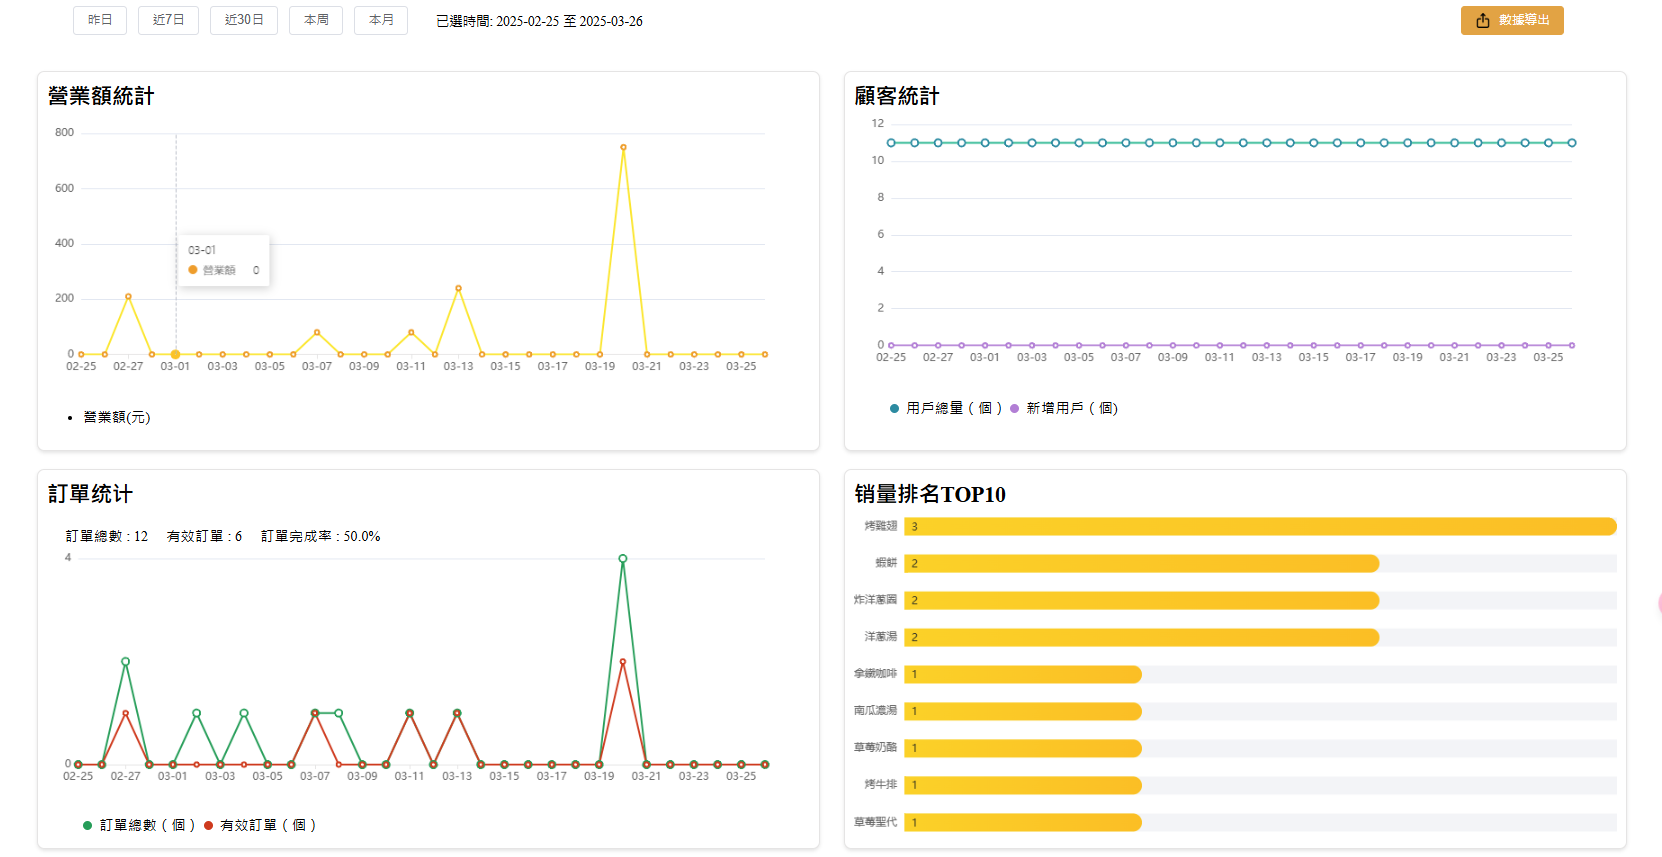 昨日 近7日 近30日 本周 本月 已選時間: 2025-02-25 至 2025-03-26 數據導出
營業額統計
800
600
400
200
0
02-25 02-27 03-01 03-03 03-05 03-07 03-09 03-11 03-13 03-15 03-17 03-19 03-21 03-23 03-25
03-01
營業額 0
• 營業額(元)
顧客統計
12
10
8
6
4
2
0
02-25 02-27 03-01 03-03 03-05 03-07 03-09 03-11 03-13 03-15 03-17 03-19 03-21 03-23 03-25
用戶總量（個） 新增用戶（個)
訂單统计
訂單總數 : 12 有效訂單 : 6 訂單完成率 : 50.0%
4
0
02-25 02-27 03-01 03-03 03-05 03-07 03-09 03-11 03-13 03-15 03-17 03-19 03-21 03-23 03-25
訂單總數（個） 有效訂單（個）
销量排名TOP10
烤雞翅 3
蝦餅 2
炸洋蔥圈 2
洋蔥湯 2
拿鐵咖啡 1
南瓜濃湯 1
草莓奶酪 1
烤牛排 1
草莓聖代 1